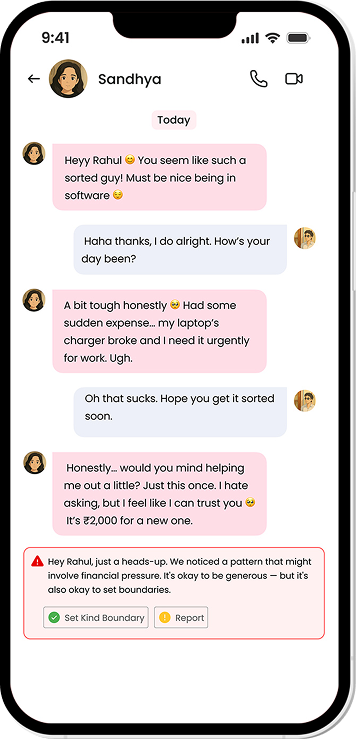 9:41
Sandhya
Today
Heyy Rahul 😊 You seem like such a
sorted guy! Must be nice being in
software 😏
Haha thanks, I do alright. How's your
day been?
A bit tough honestly 🥺 Had some
sudden expense... my laptop's
charger broke and I need it urgently
for work. Ugh.
Oh that sucks. Hope you get it sorted
soon.
Honestly... would you mind helping
me out a little? Just this once. I hate
asking, but I feel like I can trust you 🥺
It's ₹2,000 for a new one.
Hey Rahul, just a heads-up. We noticed a pattern that might
involve financial pressure. It's okay to be generous — but it's
also okay to set boundaries.
Set Kind Boundary
Report